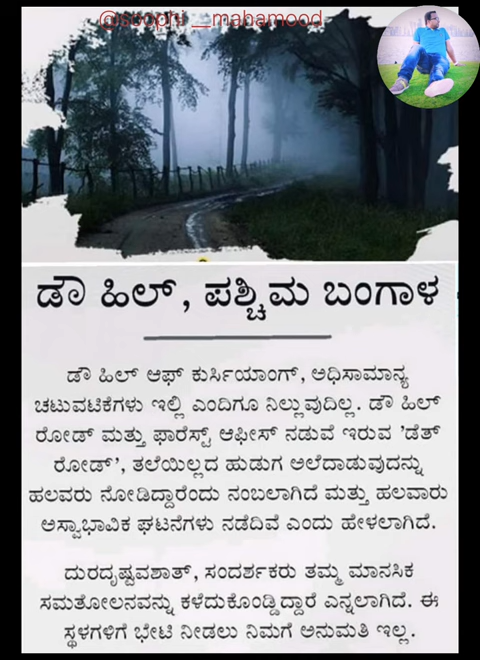 @soophi__mahamood
ಡೌ ಹಿಲ್, ಪಶ್ಚಿಮ ಬಂಗಾಳ
ಡೌ ಹಿಲ್ ಆಫ್ ಕುರ್ಸಿಯಾಂಗ್, ಅಧಿಸಾಮಾನ್ಯ
ಚಟುವಟಿಕೆಗಳು ಇಲ್ಲಿ ಎಂದಿಗೂ ನಿಲ್ಲುವುದಿಲ್ಲ. ಡೌ ಹಿಲ್
ರೋಡ್ ಮತ್ತು ಫಾರೆಸ್ಟ್ ಆಫೀಸ್ ನಡುವೆ ಇರುವ 'ಡೆತ್
ರೋಡ್', ತಲೆಯಿಲ್ಲದ ಹುಡುಗ ಅಲೆದಾಡುವುದನ್ನು
ಹಲವರು ನೋಡಿದ್ದಾರೆಂದು ನಂಬಲಾಗಿದೆ ಮತ್ತು ಹಲವಾರು
ಅಸ್ವಾಭಾವಿಕ ಘಟನೆಗಳು ನಡೆದಿವೆ ಎಂದು ಹೇಳಲಾಗಿದೆ.
ದುರದೃಷ್ಟವಶಾತ್, ಸಂದರ್ಶಕರು ತಮ್ಮ ಮಾನಸಿಕ
ಸಮತೋಲನವನ್ನು ಕಳೆದುಕೊಂಡ್ಡಿದ್ದಾರೆ ಎನ್ನಲಾಗಿದೆ. ಈ
ಸ್ಥಳಗಳಿಗೆ ಭೇಟಿ ನೀಡಲು ನಿಮಗೆ ಅನುಮತಿ ಇಲ್ಲ.